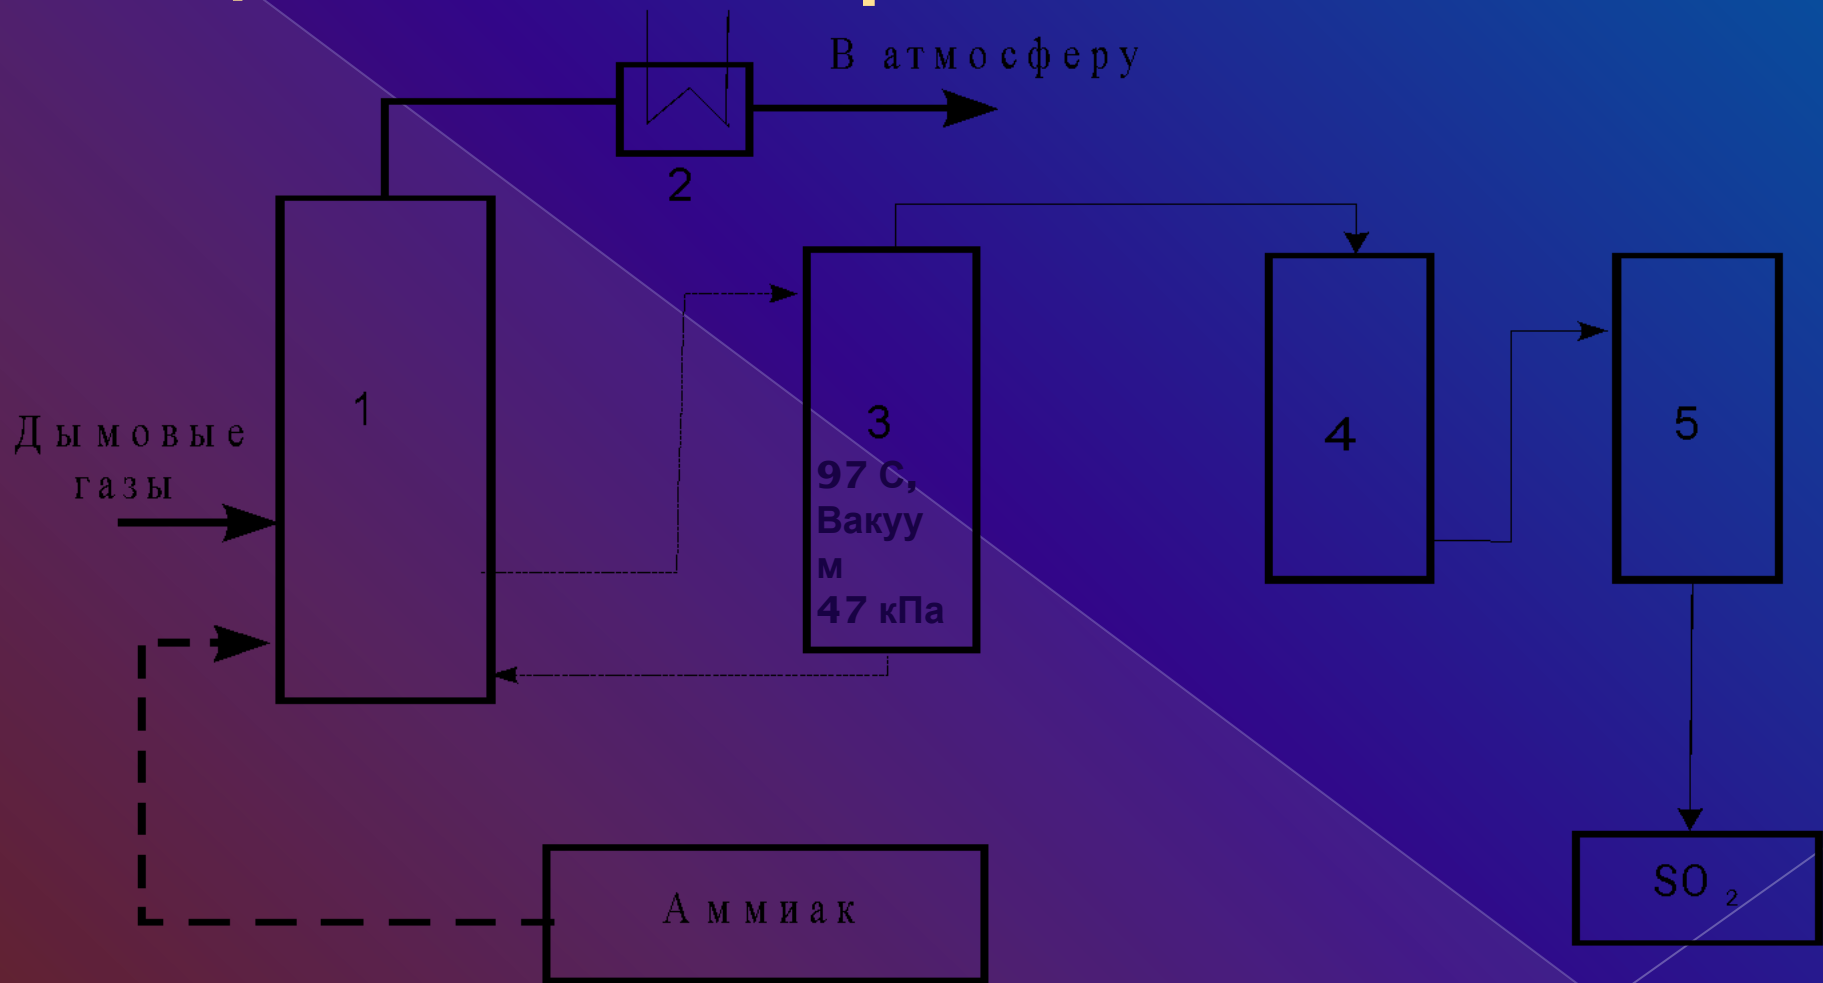 В атмосферу
2
1
3
4
5
Дымовые
газы
97 С,
Вакуу
м
47 кПа
Аммиак
SO 2